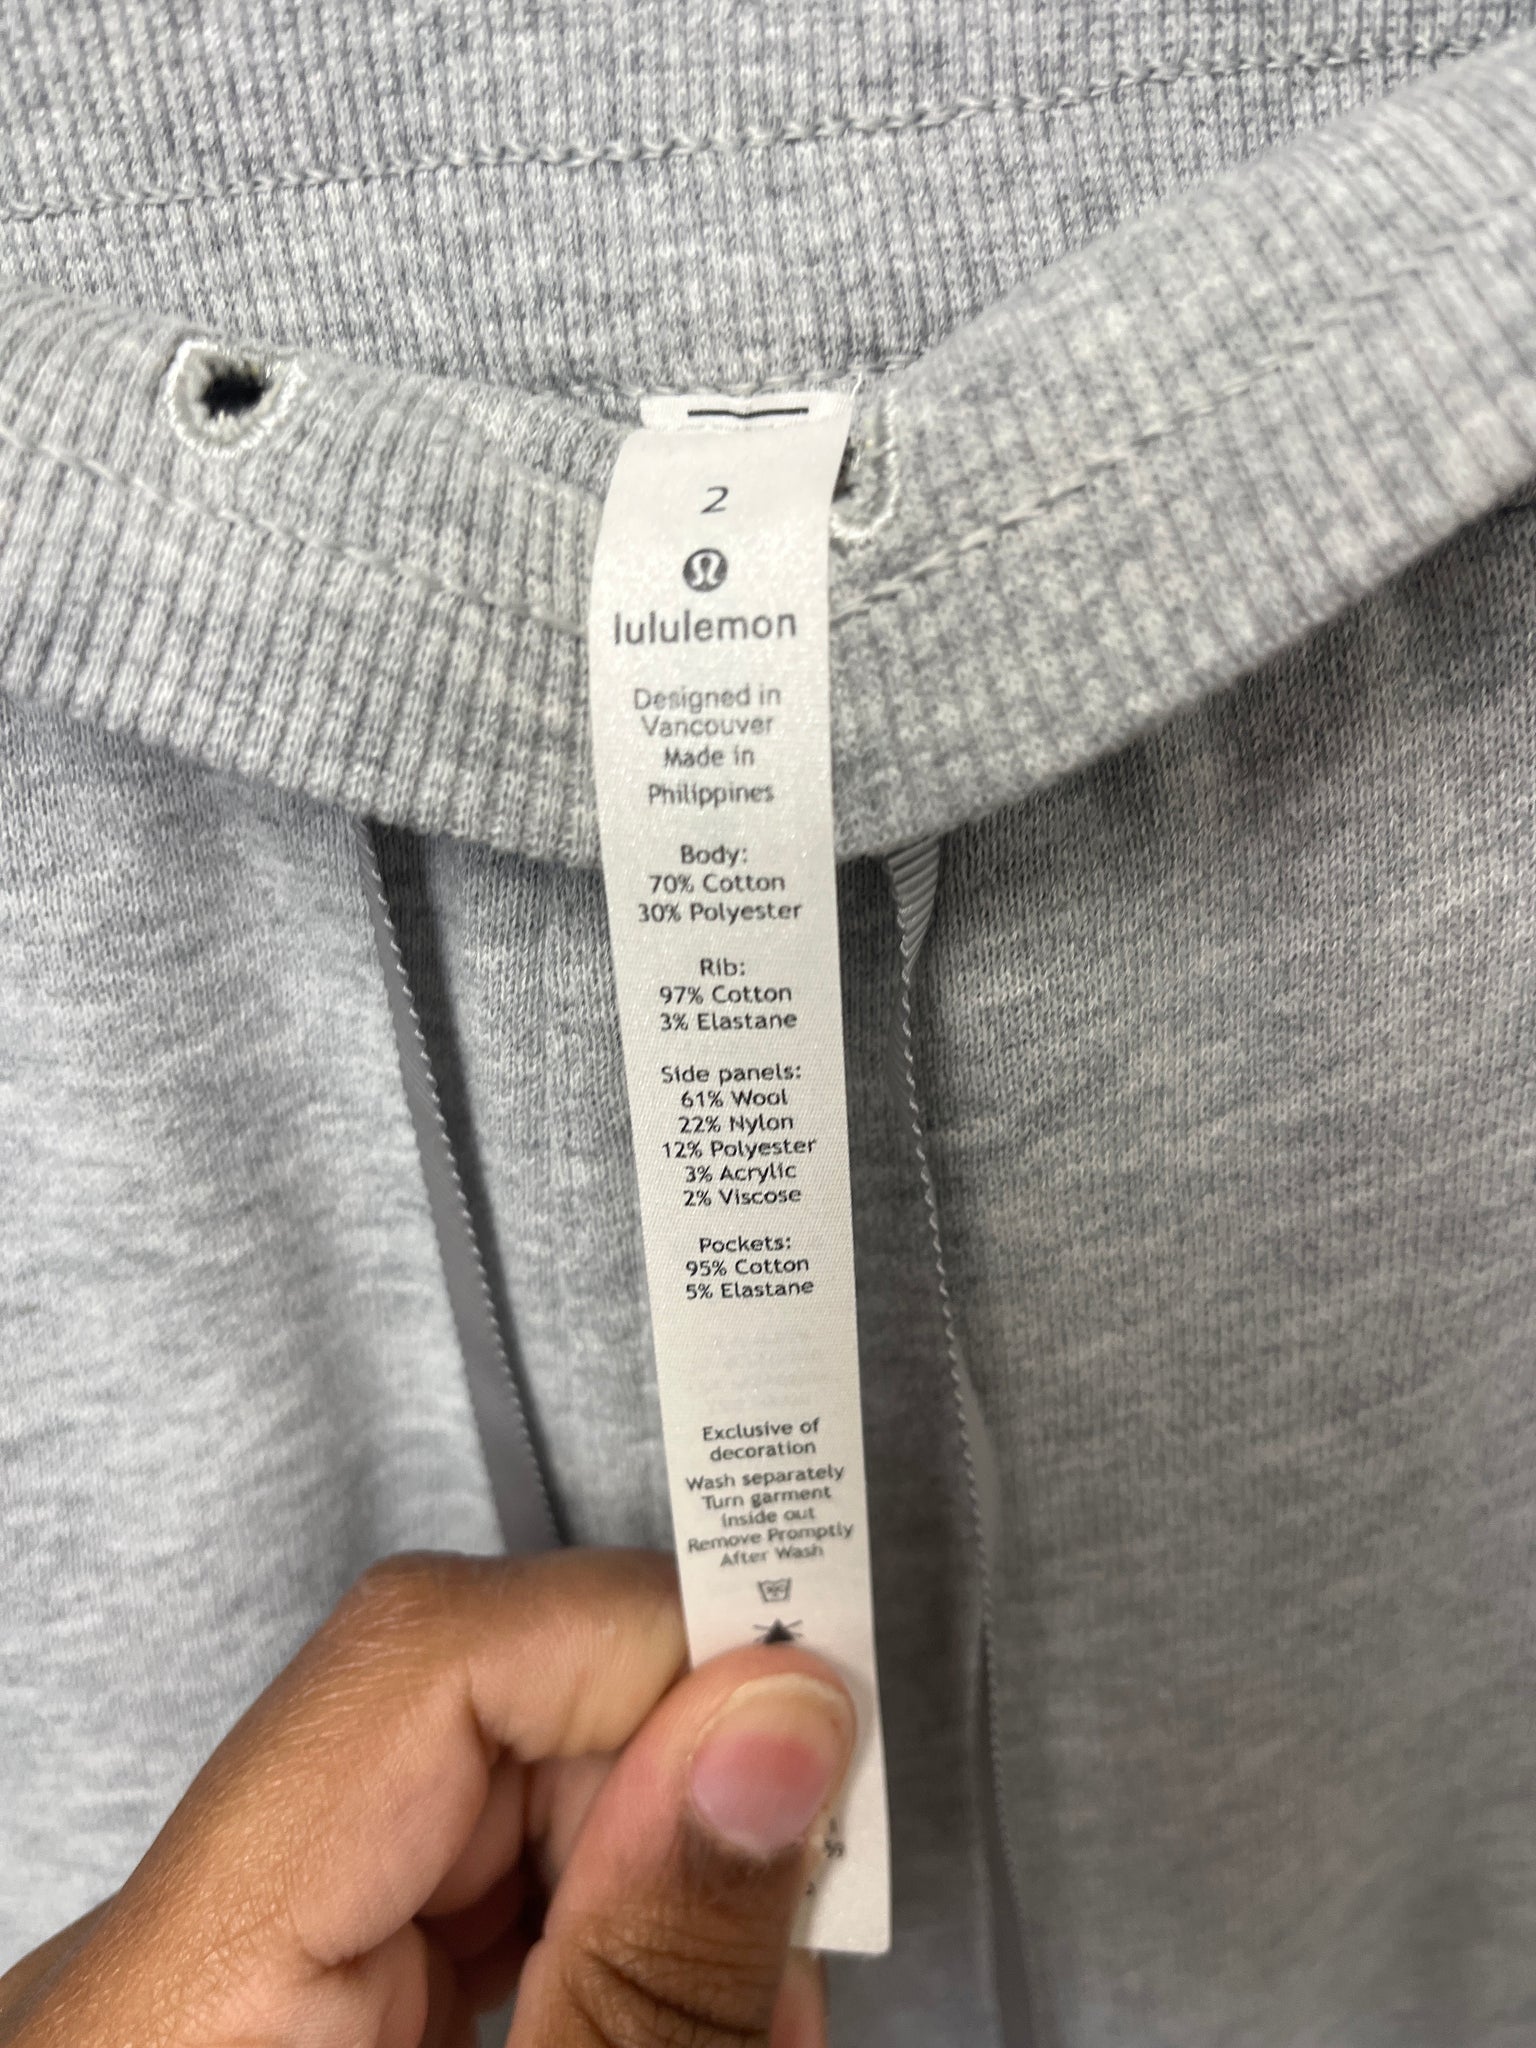 2
lululemon
Designed in
Vancouver
Made in
Philippines
Body:
70% Cotton
30% Polyester
Rib:
97% Cotton
3% Elastane
Side panels:
61% Wool
22% Nylon
12% Polyester
3% Acrylic
2% Viscose
Pockets:
95% Cotton
5% Elastane
Exclusive of
decoration
Wash separately
Turn garment
inside out
Remove Promptly
After Wash